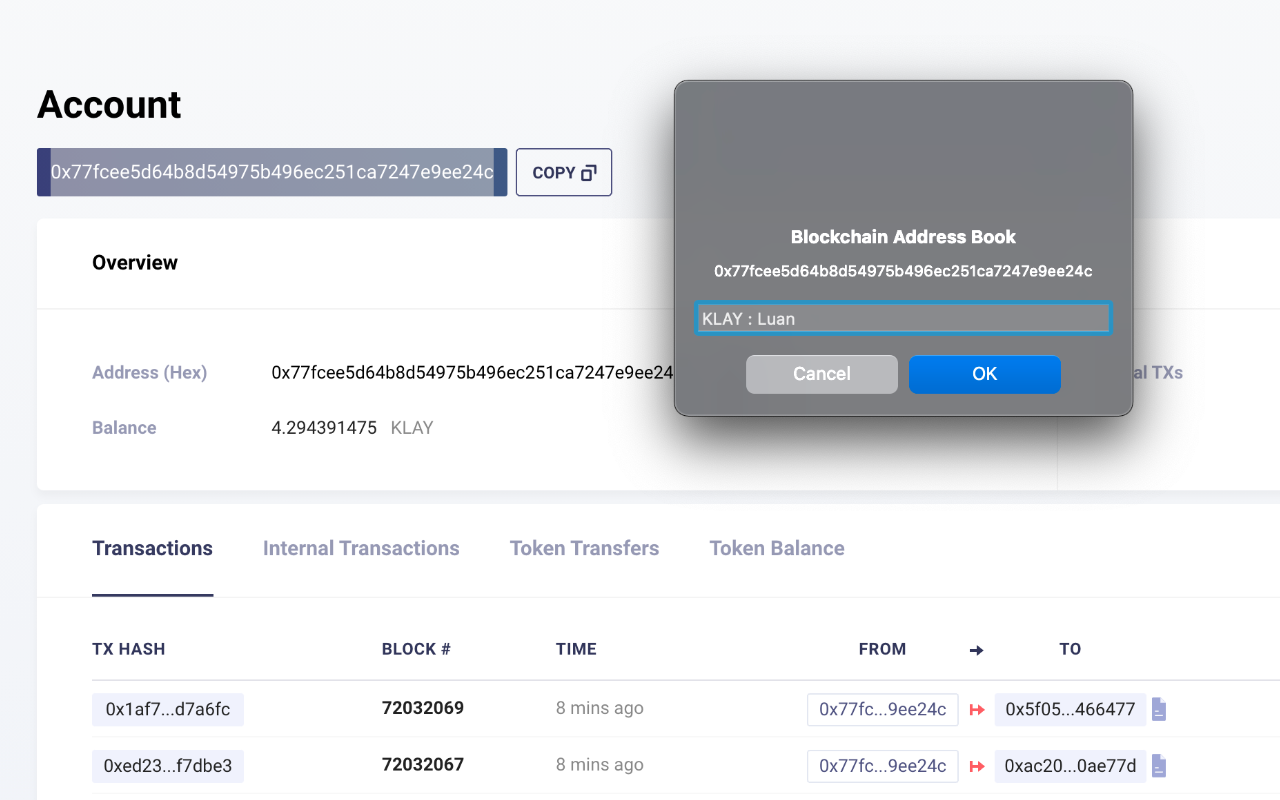 Account
0x77fcee5d64b8d54975b496ec251ca7247e9ee24c COPY
Blockchain Address Book
0x77fcee5d64b8d54975b496ec251ca7247e9ee24c
KLAY : Luan
Cancel OK
Overview
Address (Hex) 0x77fcee5d64b8d54975b496ec251ca7247e9ee24 al TXs
Balance 4.294391475 KLAY
Transactions Internal Transactions Token Transfers Token Balance
TX HASH BLOCK # TIME FROM ➔ TO
0x1af7...d7a6fc 72032069 8 mins ago 0x77fc...9ee24c 0x5f05...466477
0xed23...f7dbe3 72032067 8 mins ago 0x77fc...9ee24c 0xac20...0ae77d